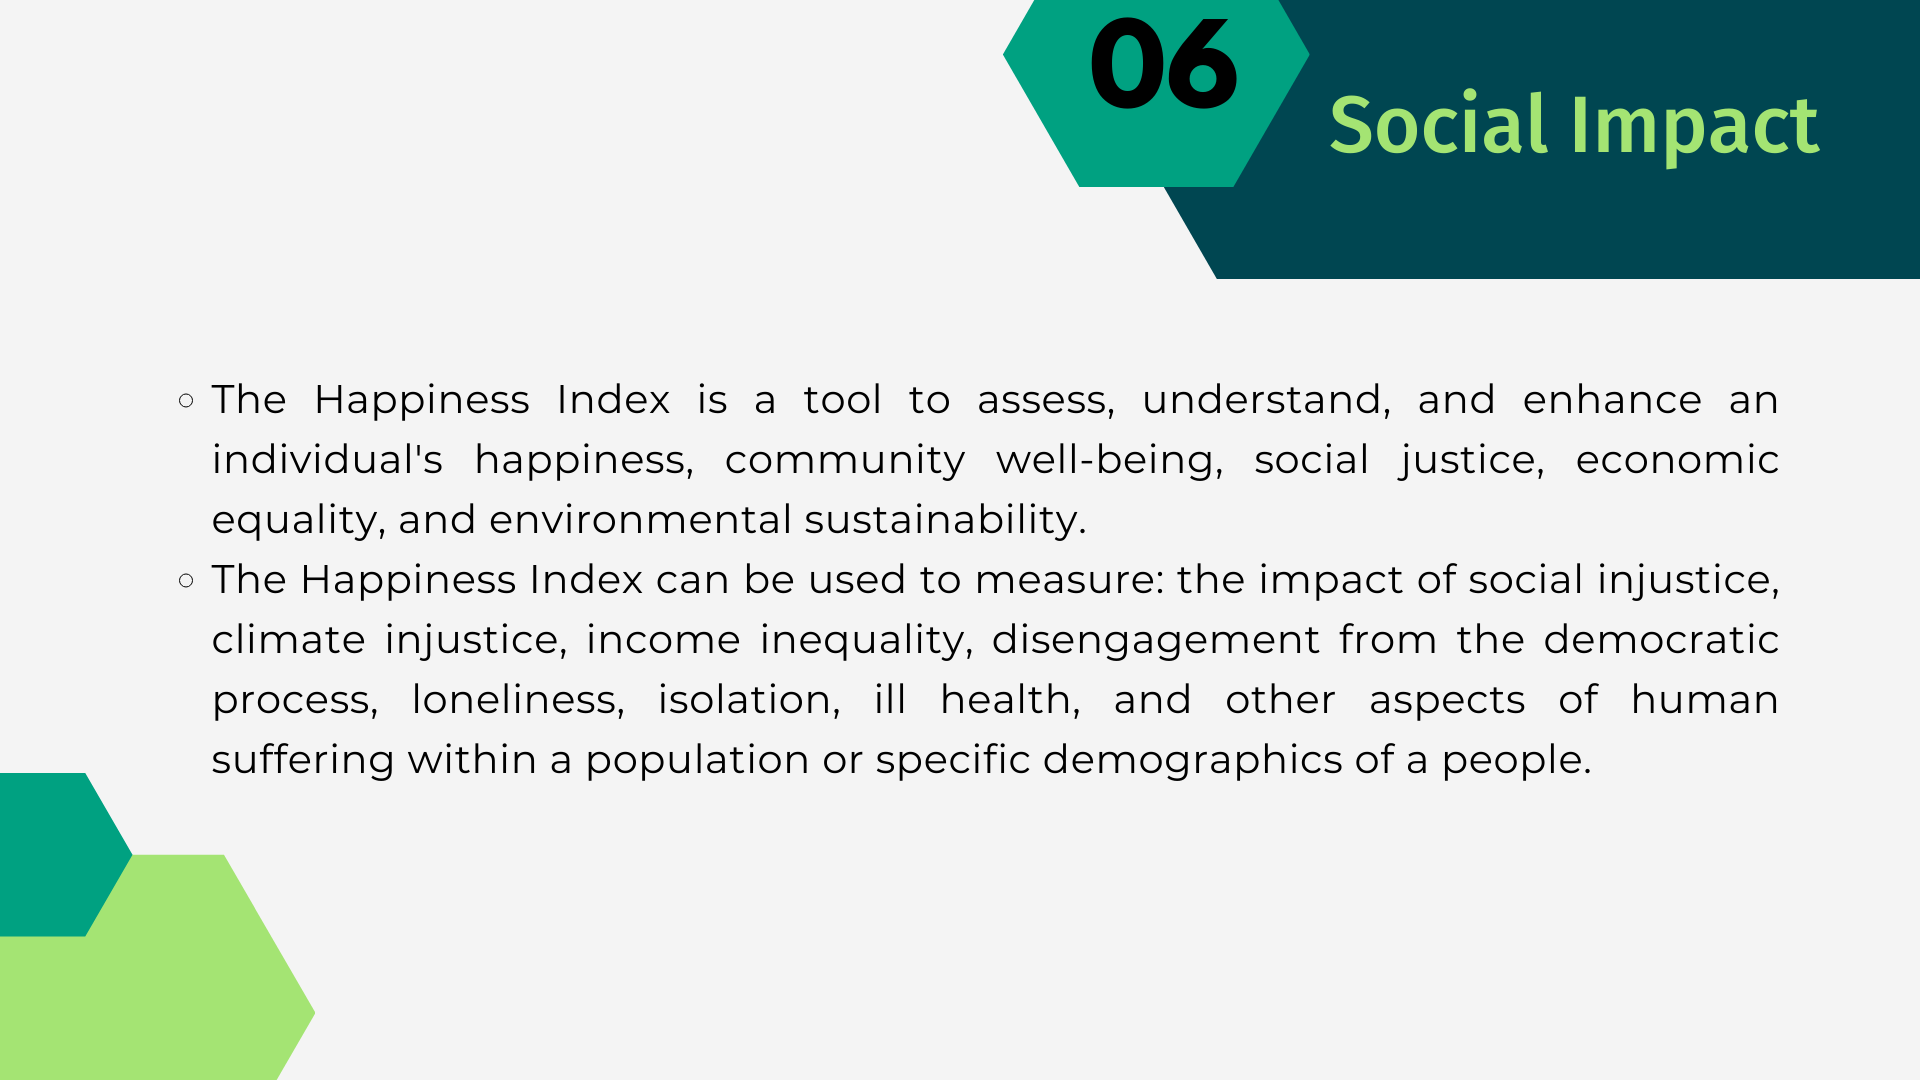 06
Social Impact
The Happiness Index is a tool to assess, understand, and enhance an
individual's happiness, community well-being, social justice, economic
equality, and environmental sustainability.
The Happiness Index can be used to measure: the impact of social injustice,
climate injustice, income inequality, disengagement from the democratic
process, loneliness, isolation, ill health, and other aspects of human
suffering within a population or specific demographics of a people.